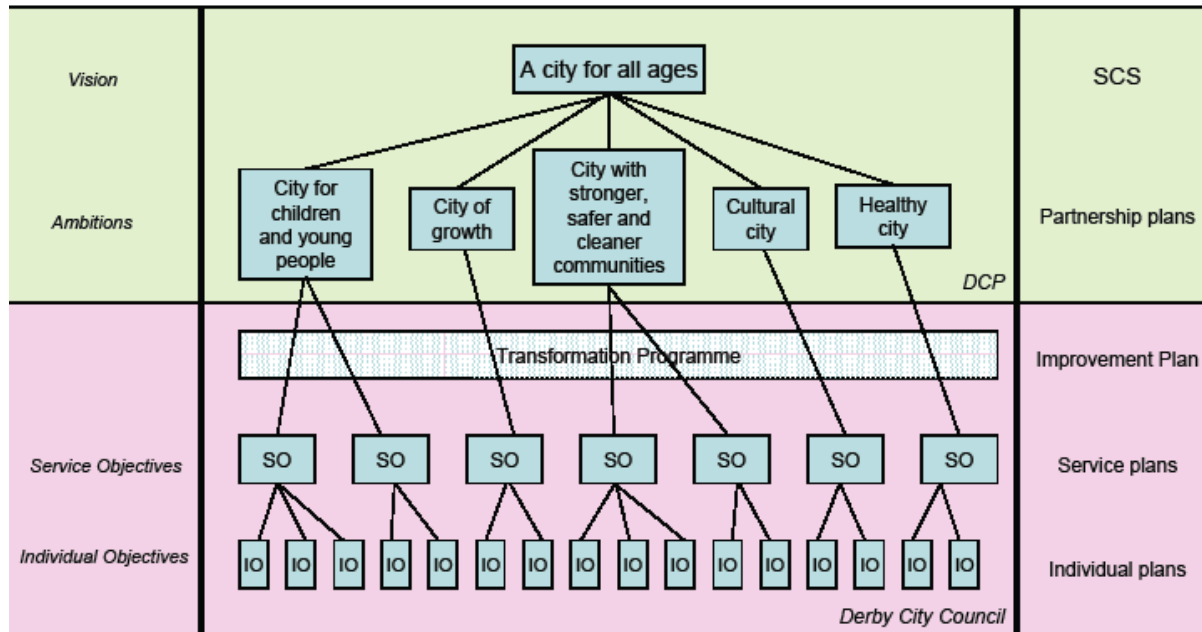 Vision
A city for all ages
SCS
Ambitions
City for
children
and young
people
City of
growth
City with
stronger,
safer and
cleaner
communities
Cultural
city
Healthy
city
Partnership plans
DCP
Transformation Programme
Improvement Plan
Service Objectives
SO SO SO SO SO SO SO
Service plans
Individual Objectives
IO IO IO IO IO IO IO IO IO IO IO IO IO IO IO IO
Individual plans
Derby City Council